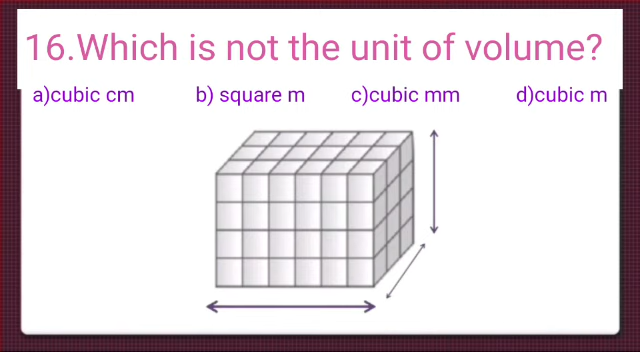 16.Which is not the unit of volume?
a)cubic cm b) square m c)cubic mm d)cubic m